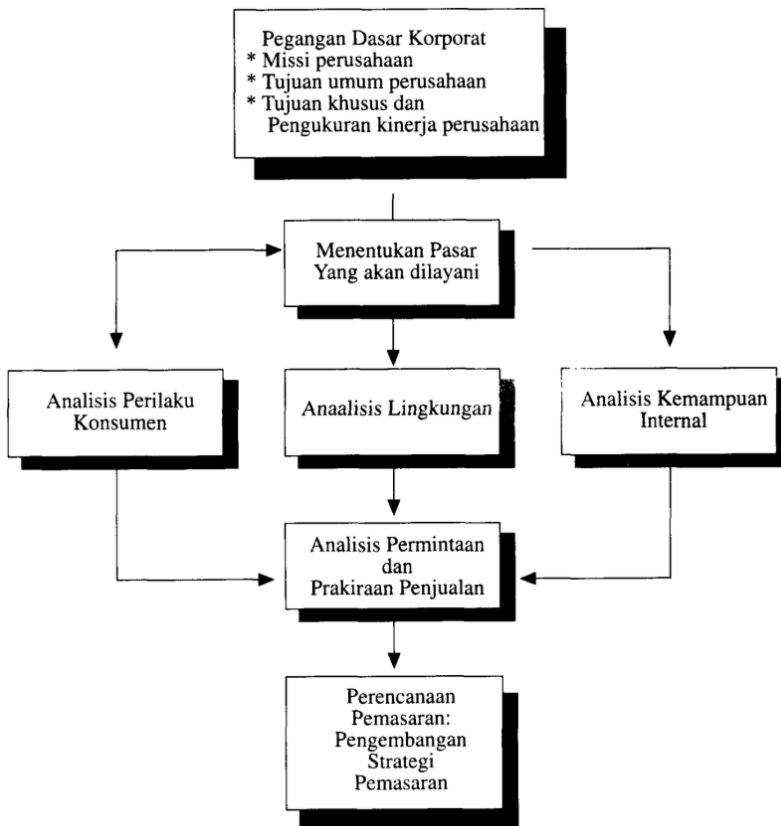 Pegangan Dasar Korporat
* Missi perusahaan
* Tujuan umum perusahaan
* Tujuan khusus dan
Pengukuran kinerja perusahaan
Menentukan Pasar
Yang akan dilayani
Analisis Perilaku
Konsumen
Anaalisis Lingkungan
Analisis Kemampuan
Internal
Analisis Permintaan
dan
Prakiraan Penjualan
Perencanaan
Pemasaran:
Pengembangan
Strategi
Pemasaran